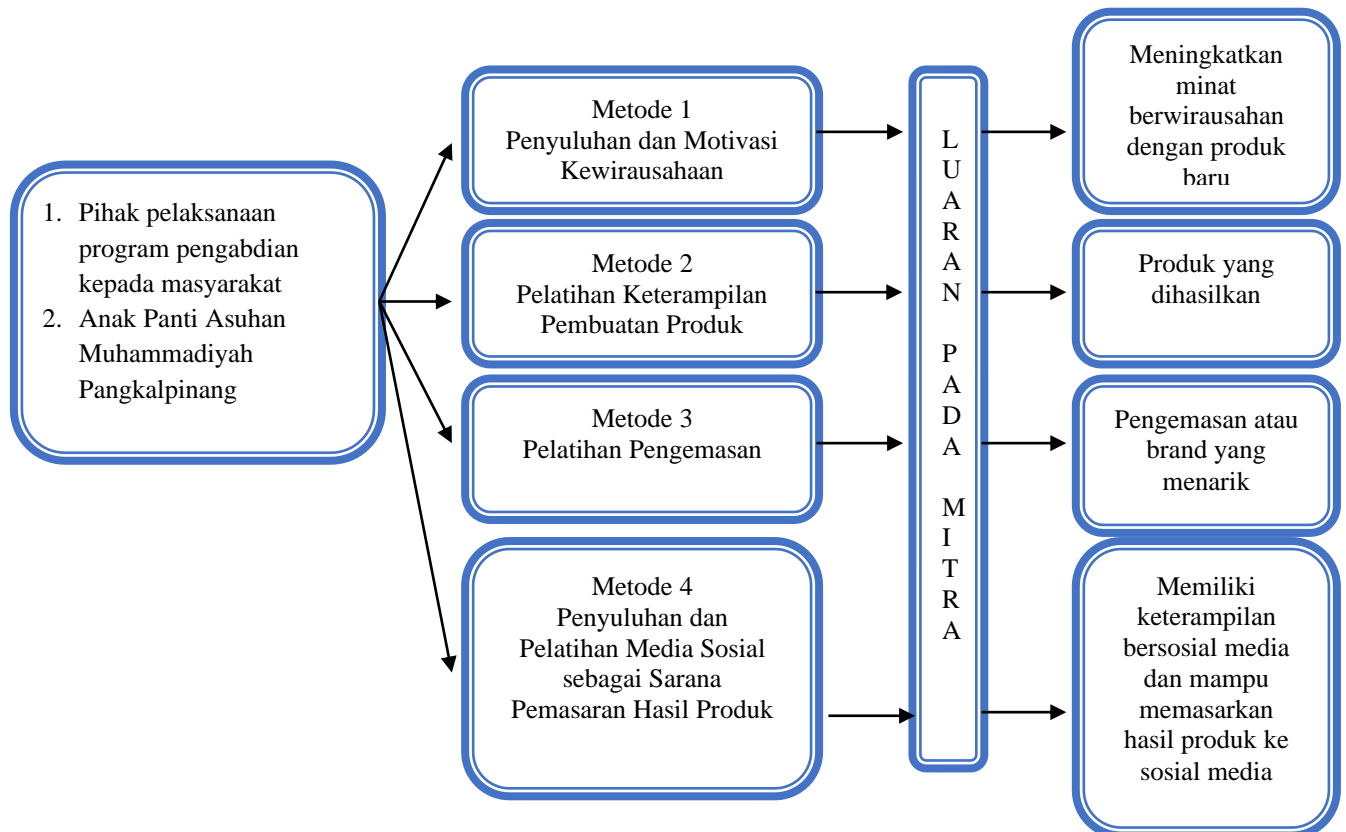 1. Pihak pelaksanaan
program pengabdian
kepada masyarakat
2. Anak Panti Asuhan
Muhammadiyah
Pangkalpinang
Metode 1
Penyuluhan dan Motivasi
Kewirausahaan
Metode 2
Pelatihan Keterampilan
Pembuatan Produk
Metode 3
Pelatihan Pengemasan
Metode 4
Penyuluhan dan
Pelatihan Media Sosial
sebagai Sarana
Pemasaran Hasil Produk
L
U
A
R
A
N
P
A
D
A
M
I
T
R
A
Meningkatkan
minat
berwirausahan
dengan produk
baru
Produk yang
dihasilkan
Pengemasan atau
brand yang
menarik
Memiliki
keterampilan
bersosial media
dan mampu
memasarkan
hasil produk ke
sosial media